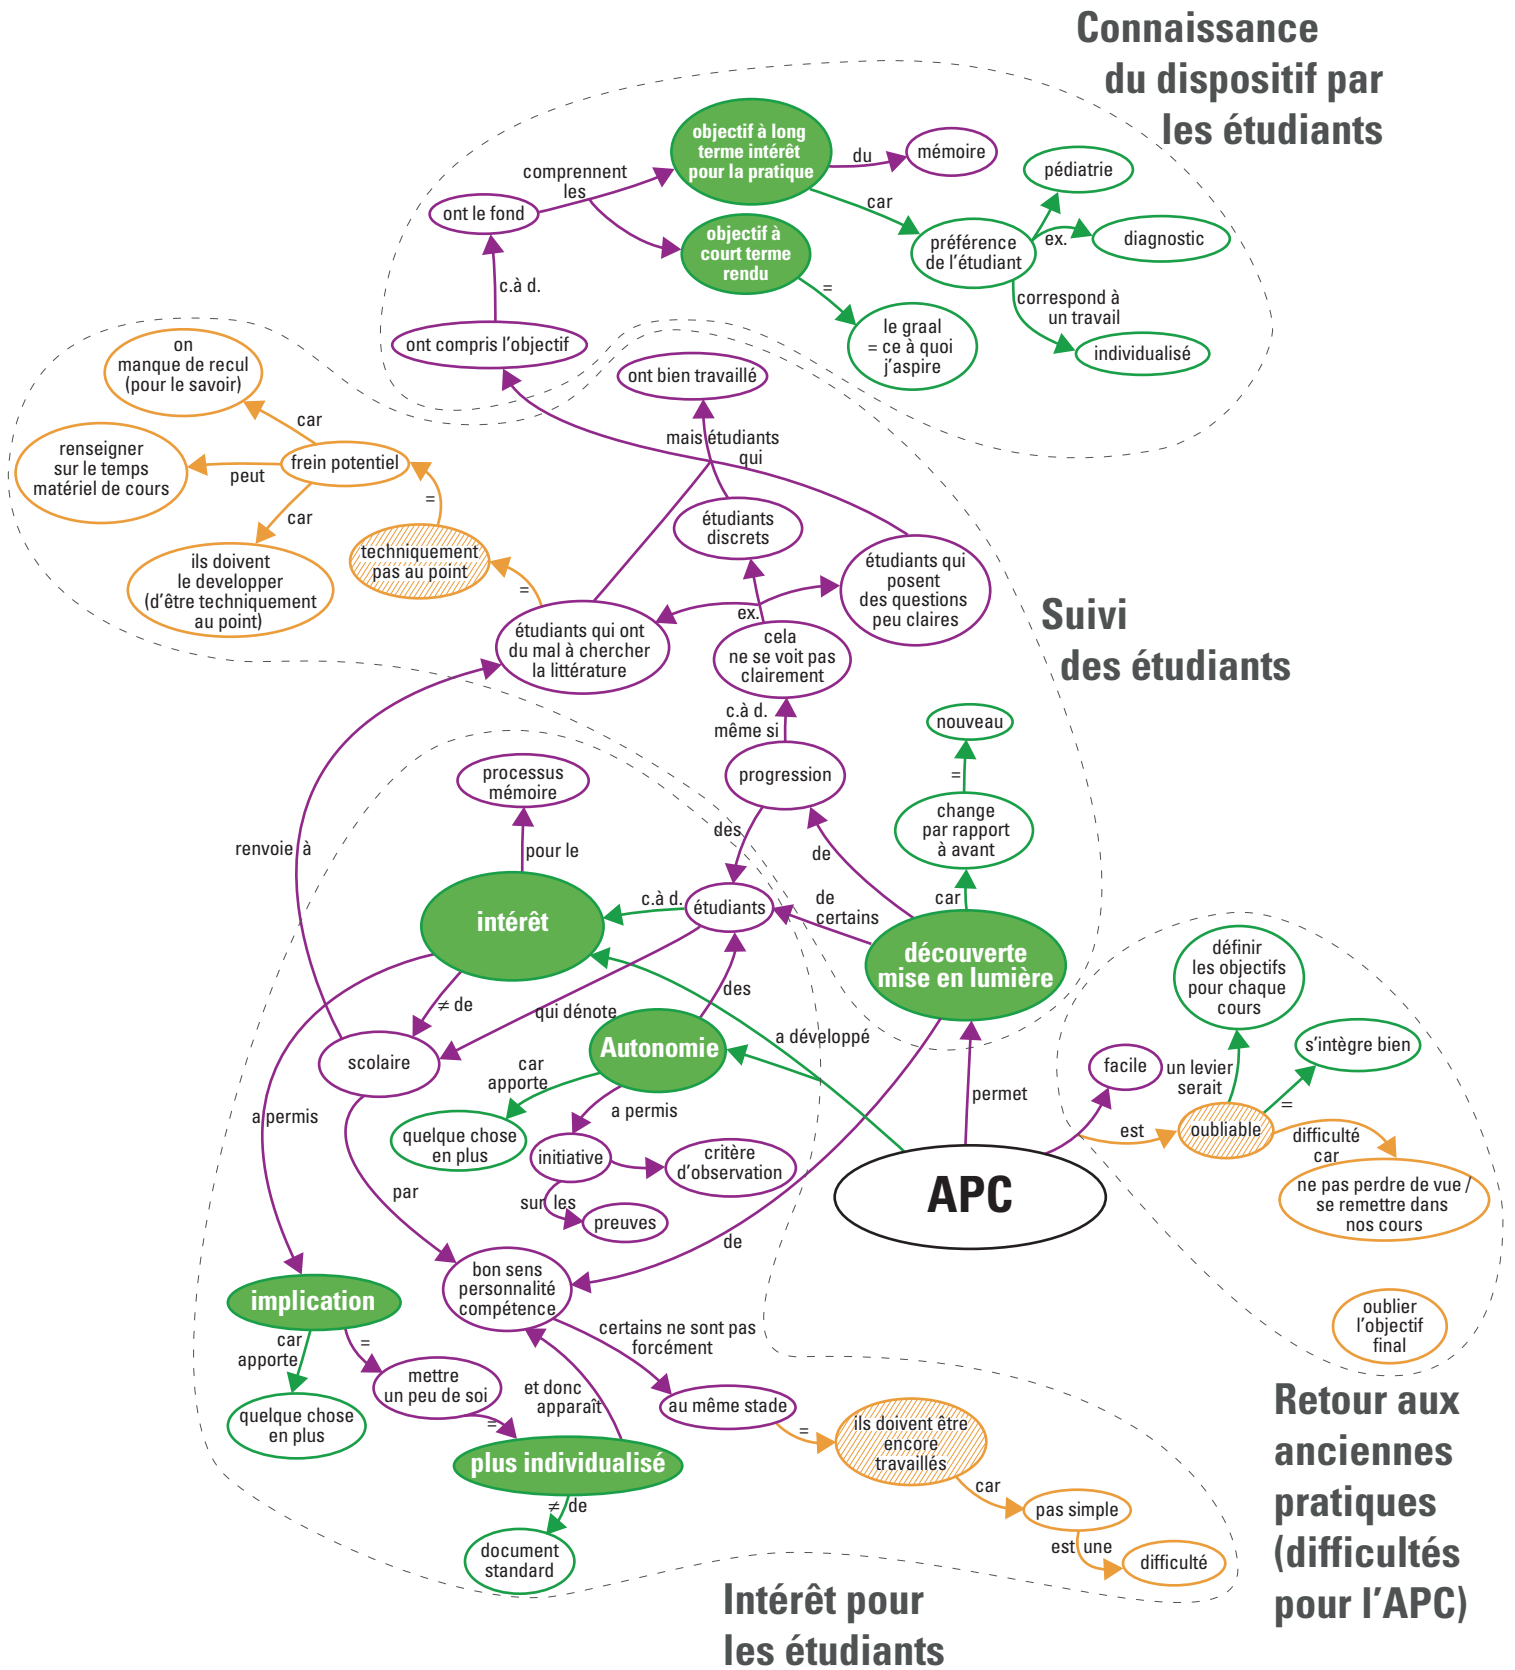 Connaissance
du dispositif par
les étudiants
objectif à long
terme intérêt
pour la pratique
du
mémoire
pédiatrie
comprennent
les
car
ont le fond
objectif à
court terme
rendu
préférence
de l'étudiant
ex.
diagnostic
c.à d.
=
correspond à
un travail
le graal
= ce à quoi
j'aspire
individualisé
ont compris l'objectif
on
manque de recul
(pour le savoir)
ont bien travaillé
car
mais étudiants
qui
renseigner
sur le temps
matériel de cours
peut
frein potentiel
=
car
étudiants
discrets
techniquement
pas au point
ils doivent
le developper
(d'être techniquement
au point)
=
étudiants qui
posent
des questions
peu claires
ex.
Suivi
des étudiants
étudiants qui ont
du mal à chercher
la littérature
cela
ne se voit pas
clairement
c.à d.
même si
nouveau
=
processus
mémoire
progression
change
par rapport
à avant
renvoie à
pour le
des
de
car
intérêt
c.à d.
étudiants
de
certains
découverte
mise en lumière
définir
les objectifs
pour chaque
cours
≠ de
qui dénote
des
a développé
scolaire
Autonomie
car
apporte
a permis
permet
facile
un levier
serait
s'intègre bien
=
a permis
quelque chose
en plus
initiative
critère
d'observation
est
oubliable
difficulté
car
par
sur les
preuves
APC
ne pas perdre de vue /
se remettre dans
nos cours
de
bon sens
personnalité
compétence
implication
oublier
l'objectif
final
car
apporte
=
certains ne sont pas
forcément
mettre
un peu de soi
et donc
apparaît
au même stade
quelque chose
en plus
=
=
ils doivent être
encore
travaillés
plus individualisé
car
≠ de
pas simple
est une
document
standard
difficulté
Retour aux
anciennes
pratiques
(difficultés
pour l'APC)
Intérêt pour
les étudiants